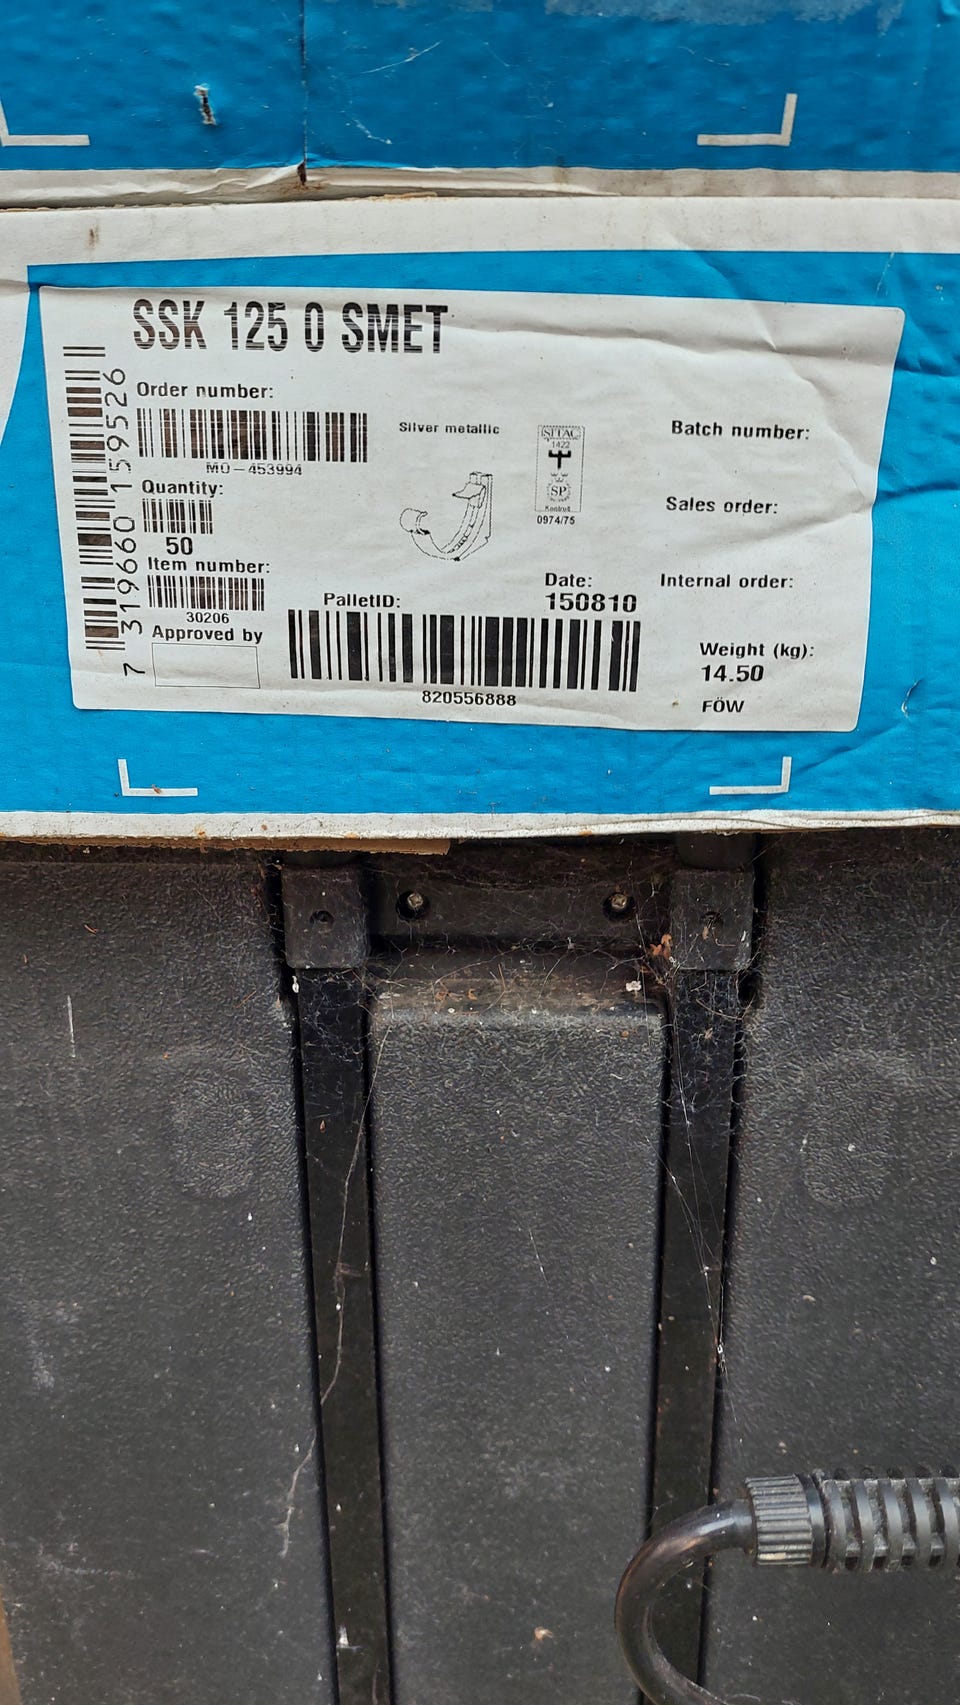 SSK 125 0 SMET
7 319660 159526
Order number:
MO-453994
Quantity:
50
Item number:
30206
Approved by
Silver metallic
SITAC
1422
SP
Kontroll
0974/75
PalletID:
820556888
Date:
150810
Batch number:
Sales order:
Internal order:
Weight (kg):
14.50
FÖW